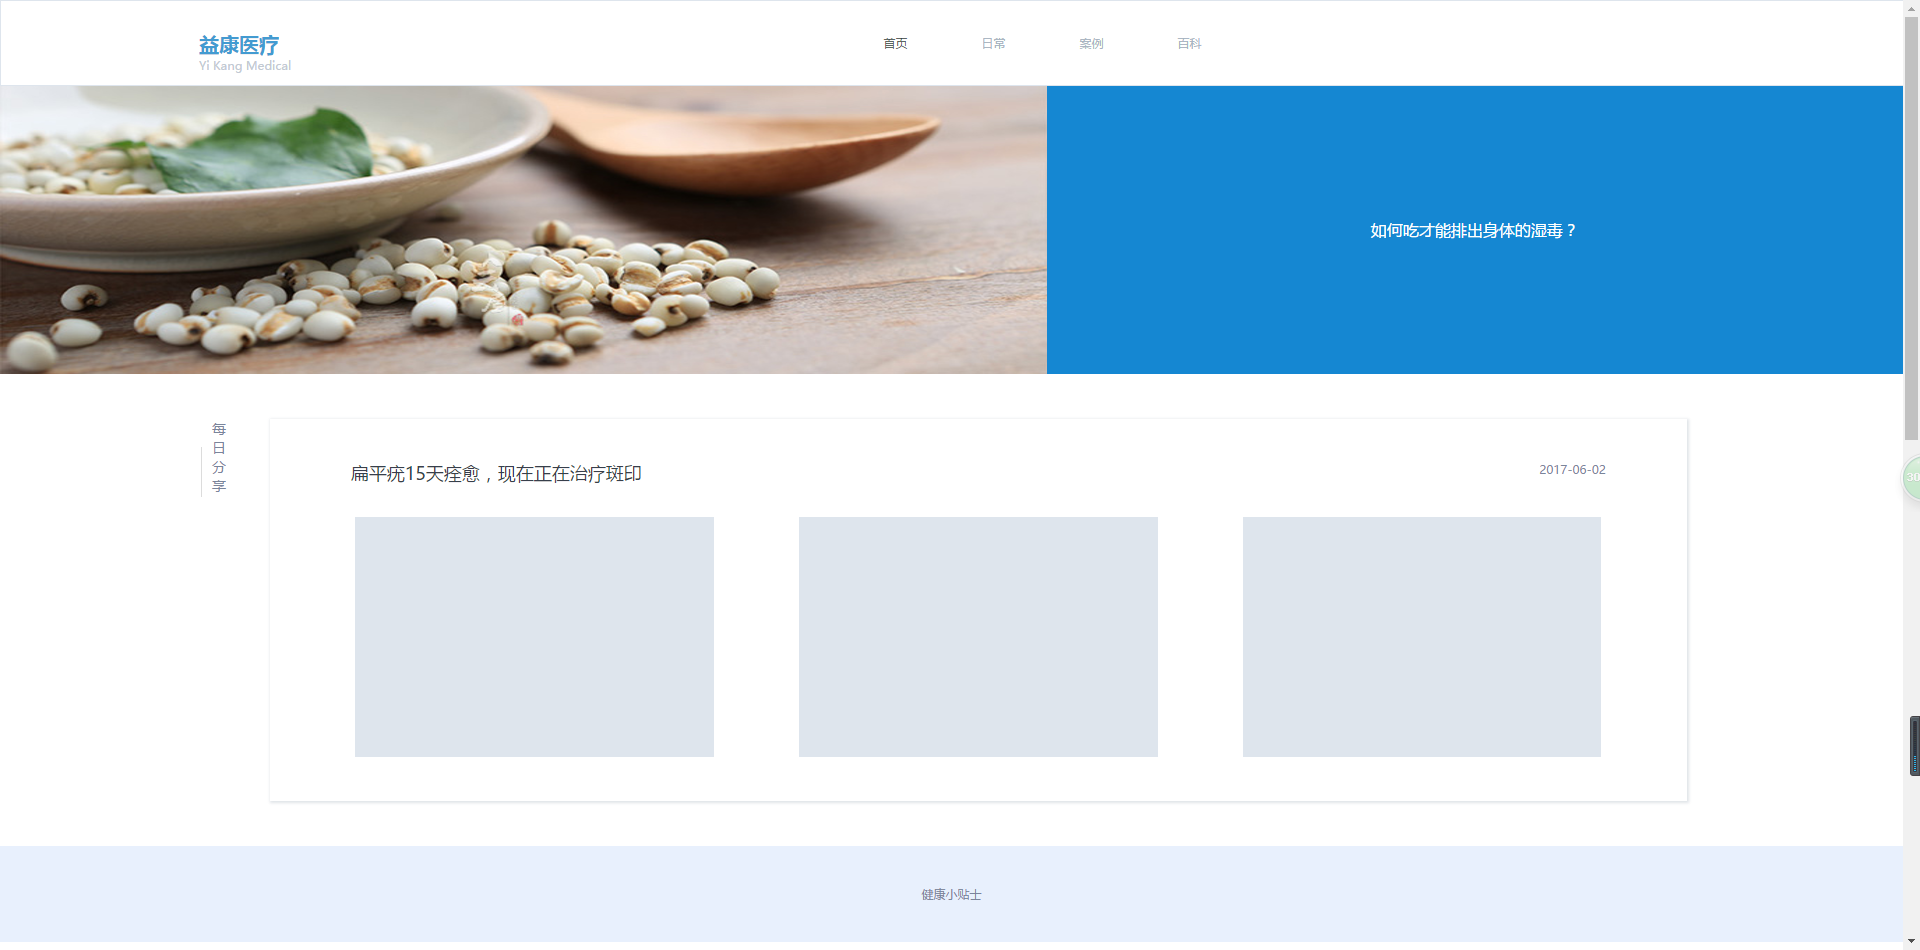 益康医疗
Yi Kang Medical
首页
日常
案例
百科
如何吃才能排出身体的湿毒？
每
日
分
享
扁平疣15天痊愈，现在正在治疗斑印
2017-06-02
健康小贴士